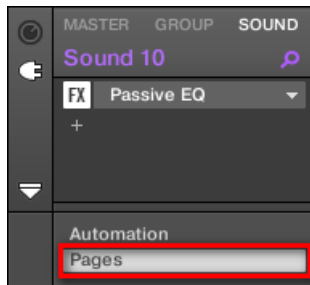 MASTER GROUP SOUND
Sound 10
FX Passive EQ
+
Automation
Pages